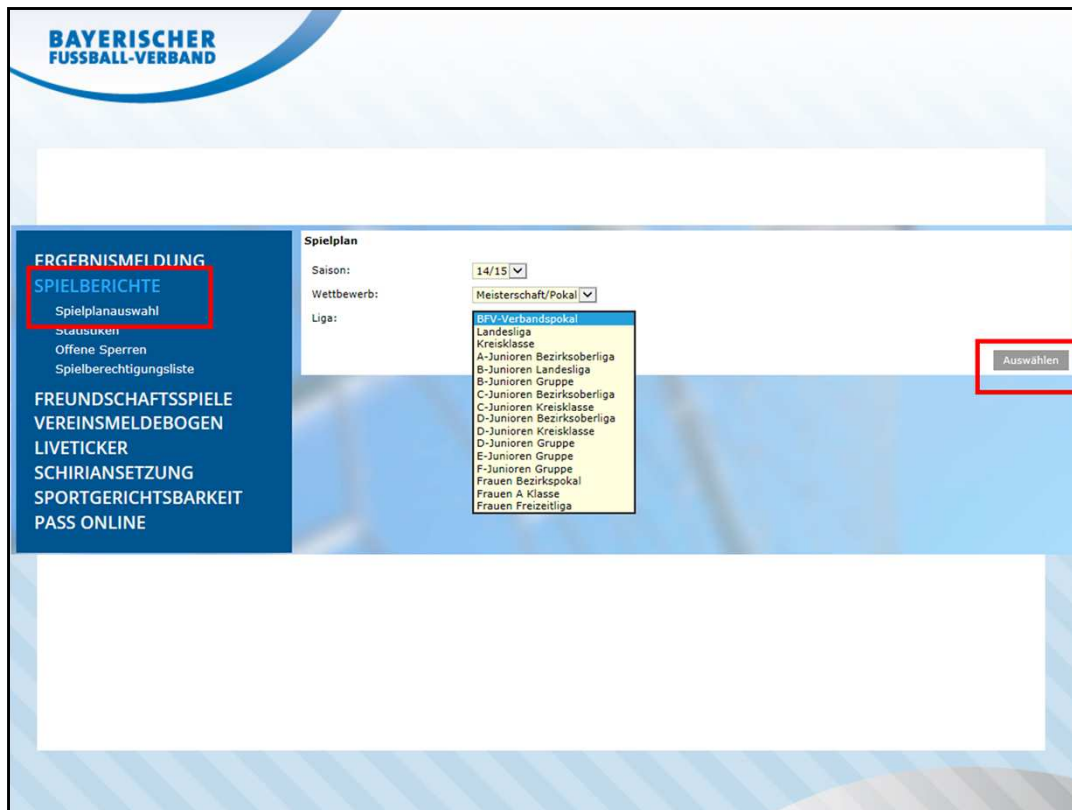 BAYERISCHER
FUSSBALL-VERBAND
ERGEBNISMELDUNG
SPIELBERICHTE
Spielplanauswahl
Statistiken
Offene Sperren
Spielberechtigungsliste
FREUNDSCHAFTSSPIELE
VEREINSMELDEBOGEN
LIVETICKER
SCHIRIANSETZUNG
SPORTGERICHTSBARKEIT
PASS ONLINE
Spielplan
Saison: 14/15
Wettbewerb: Meisterschaft/Pokal
Liga: BFV-Verbandspokal
Landesliga
Kreisklasse
A-Junioren Bezirksoberliga
B-Junioren Landesliga
B-Junioren Gruppe
C-Junioren Bezirksoberliga
C-Junioren Kreisklasse
D-Junioren Bezirksoberliga
D-Junioren Kreisklasse
D-Junioren Gruppe
E-Junioren Gruppe
F-Junioren Gruppe
Frauen Bezirkspokal
Frauen A Klasse
Frauen Freizeitliga
Auswählen